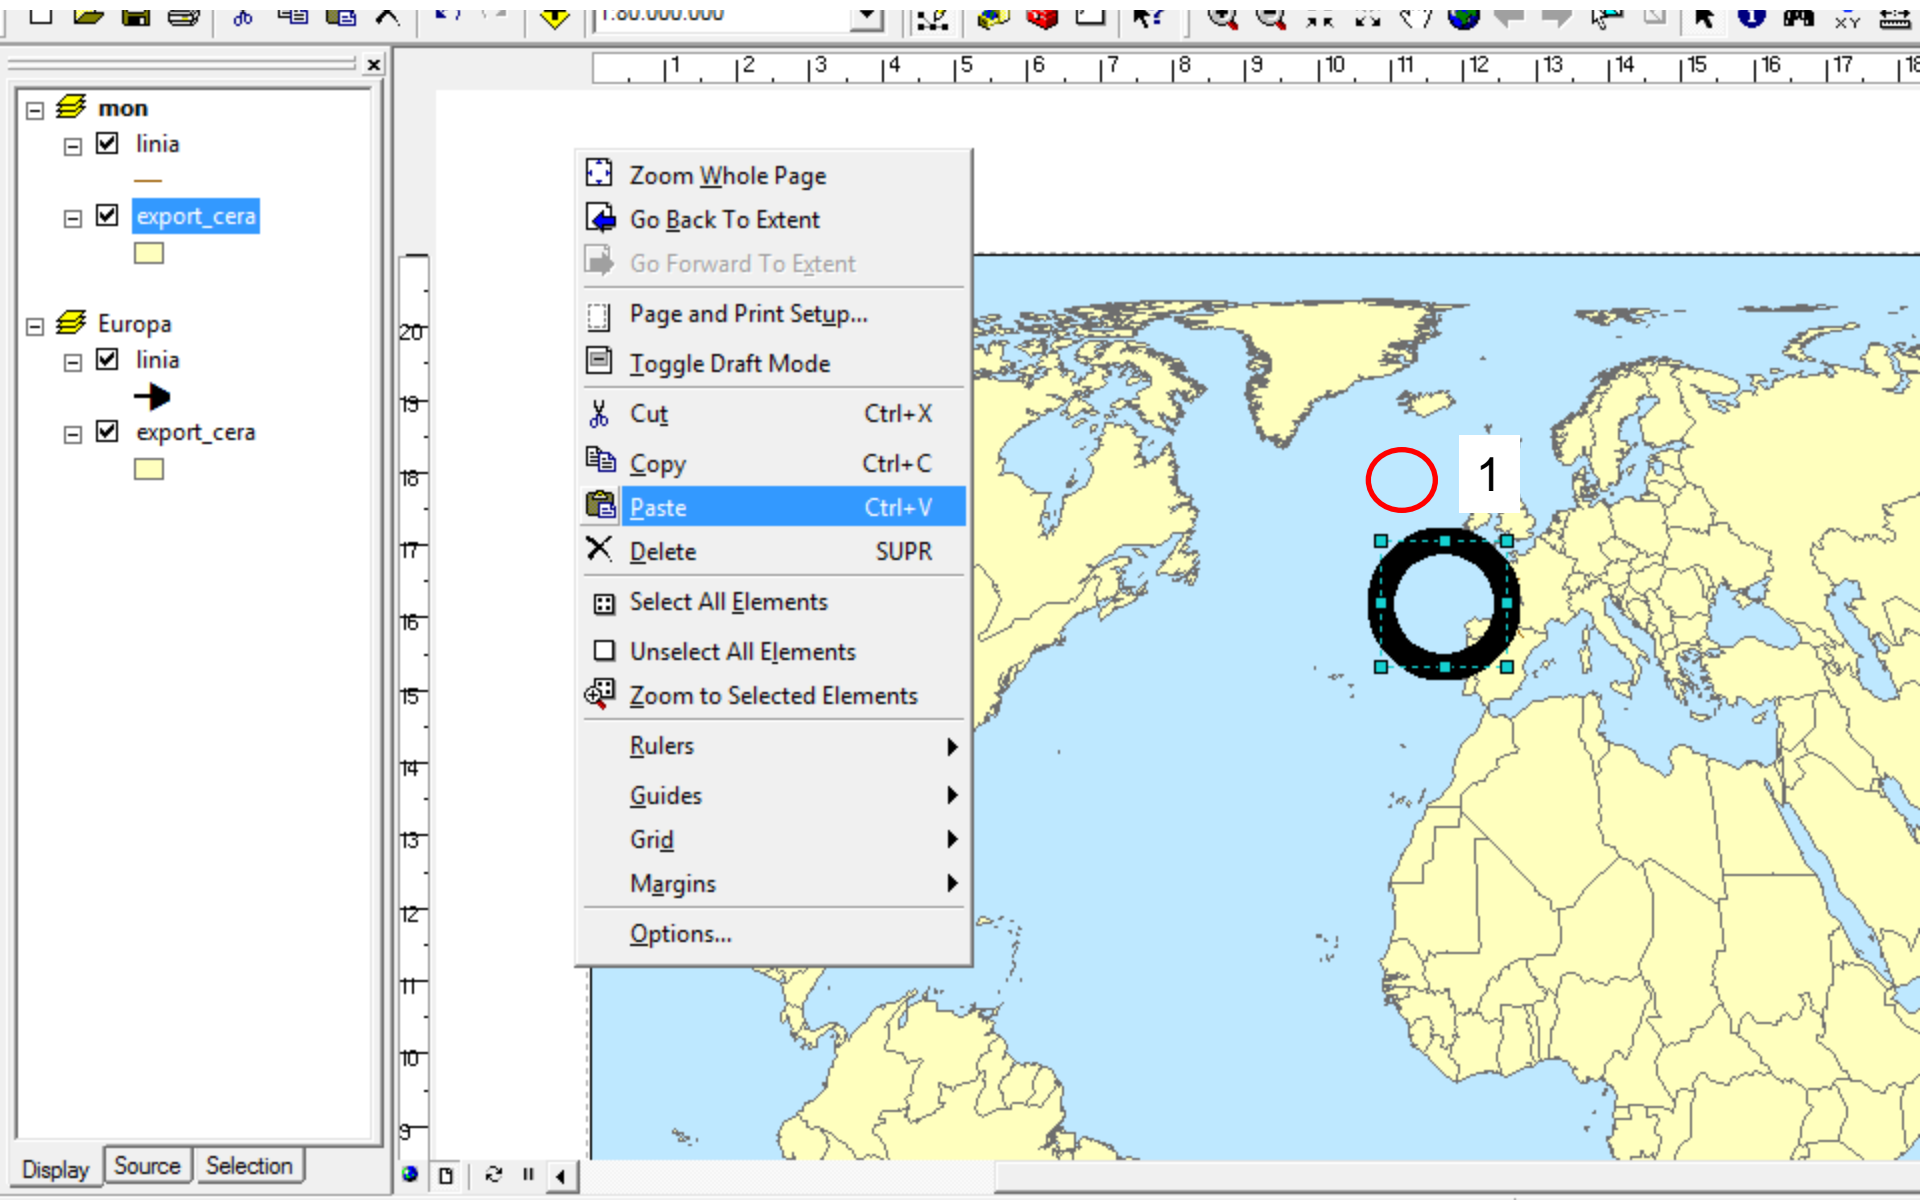 1:80.000.000
1 2 3 4 5 6 7 8 9 10 11 12 13 14 15 16 17 18
mon
linia
export_cera
Europa
linia
export_cera
Display Source Selection
Zoom Whole Page
Go Back To Extent
Go Forward To Extent
Page and Print Setup...
Toggle Draft Mode
Cut Ctrl+X
Copy Ctrl+C
Paste Ctrl+V
Delete SUPR
Select All Elements
Unselect All Elements
Zoom to Selected Elements
Rulers
Guides
Grid
Margins
Options...
20
19
18
17
16
15
14
13
12
11
10
9
1
XY